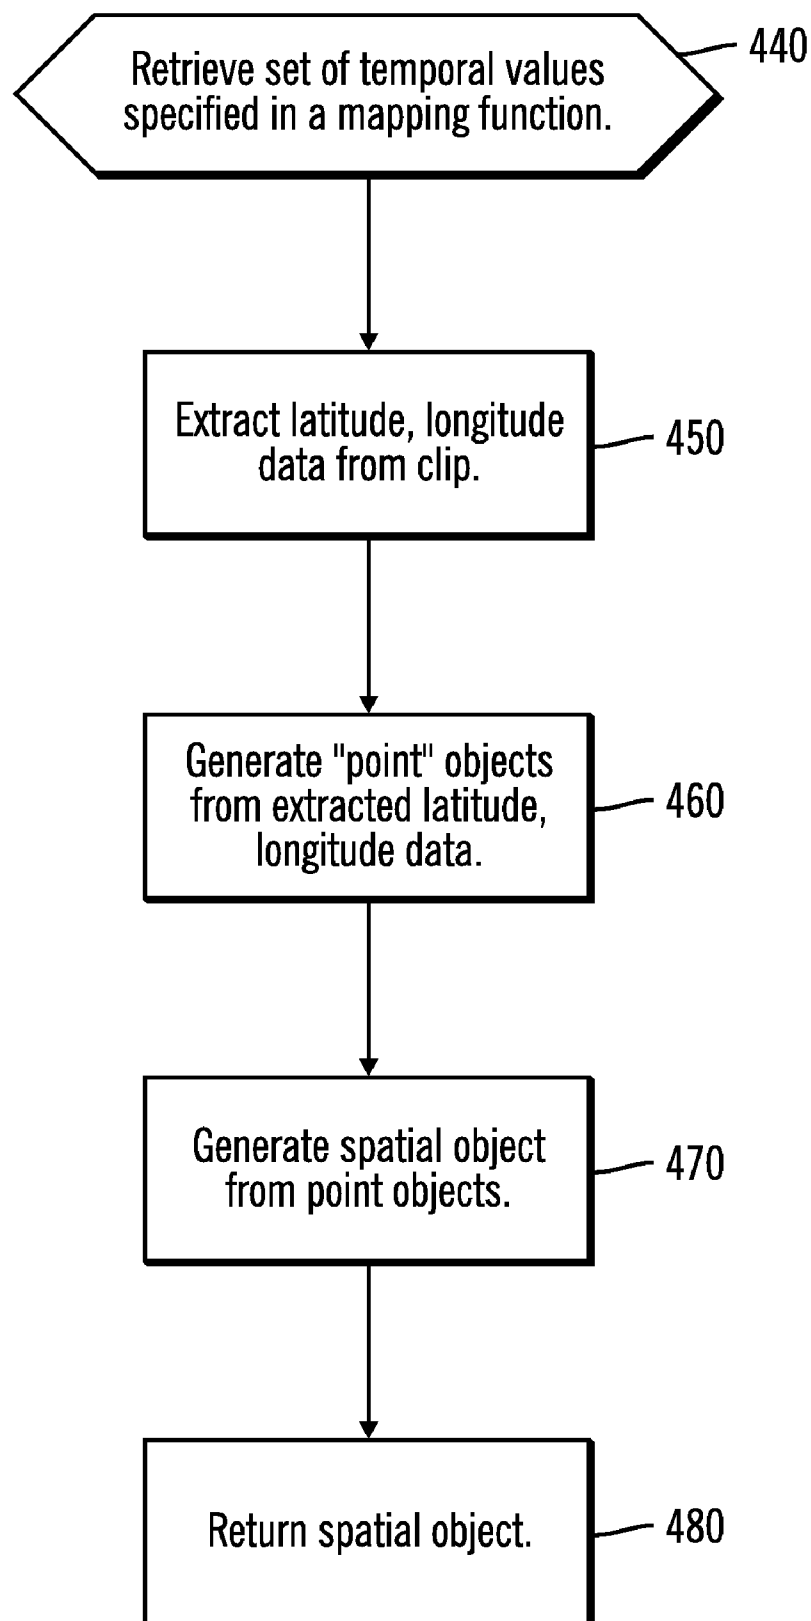 Retrieve set of temporal values
specified in a mapping function.
440
Extract latitude, longitude
data from clip.
450
Generate "point" objects
from extracted latitude,
longitude data.
460
Generate spatial object
from point objects.
470
Return spatial object.
480